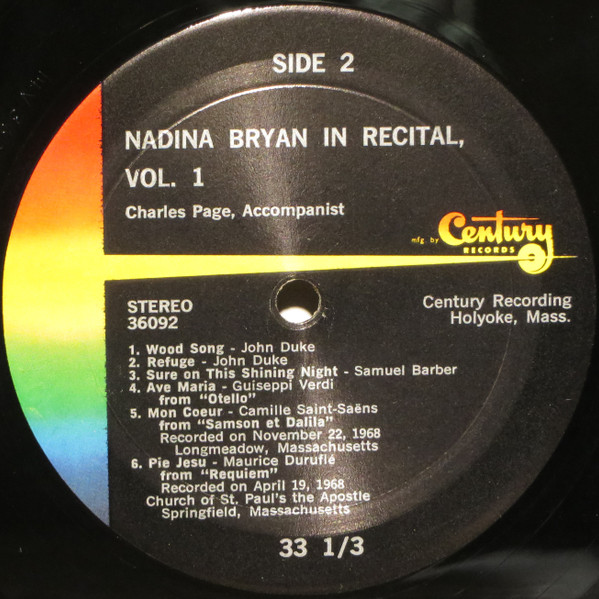 SIDE 2
NADINA BRYAN IN RECITAL,
VOL. 1
Charles Page, Accompanist
mfg. by Century
RECORDS
STEREO
36092
Century Recording
Holyoke, Mass.
1. Wood Song - John Duke
2. Refuge - John Duke
3. Sure on This Shining Night - Samuel Barber
4. Ave Maria - Guiseppi Verdi
from "Otello"
5. Mon Coeur - Camille Saint-Saëns
from "Samson et Dalila"
Recorded on November 22, 1968
Longmeadow, Massachusetts
6. Pie Jesu - Maurice Duruflé
from "Requiem"
Recorded on April 19, 1968
Church of St. Paul's the Apostle
Springfield, Massachusetts
33 1/3